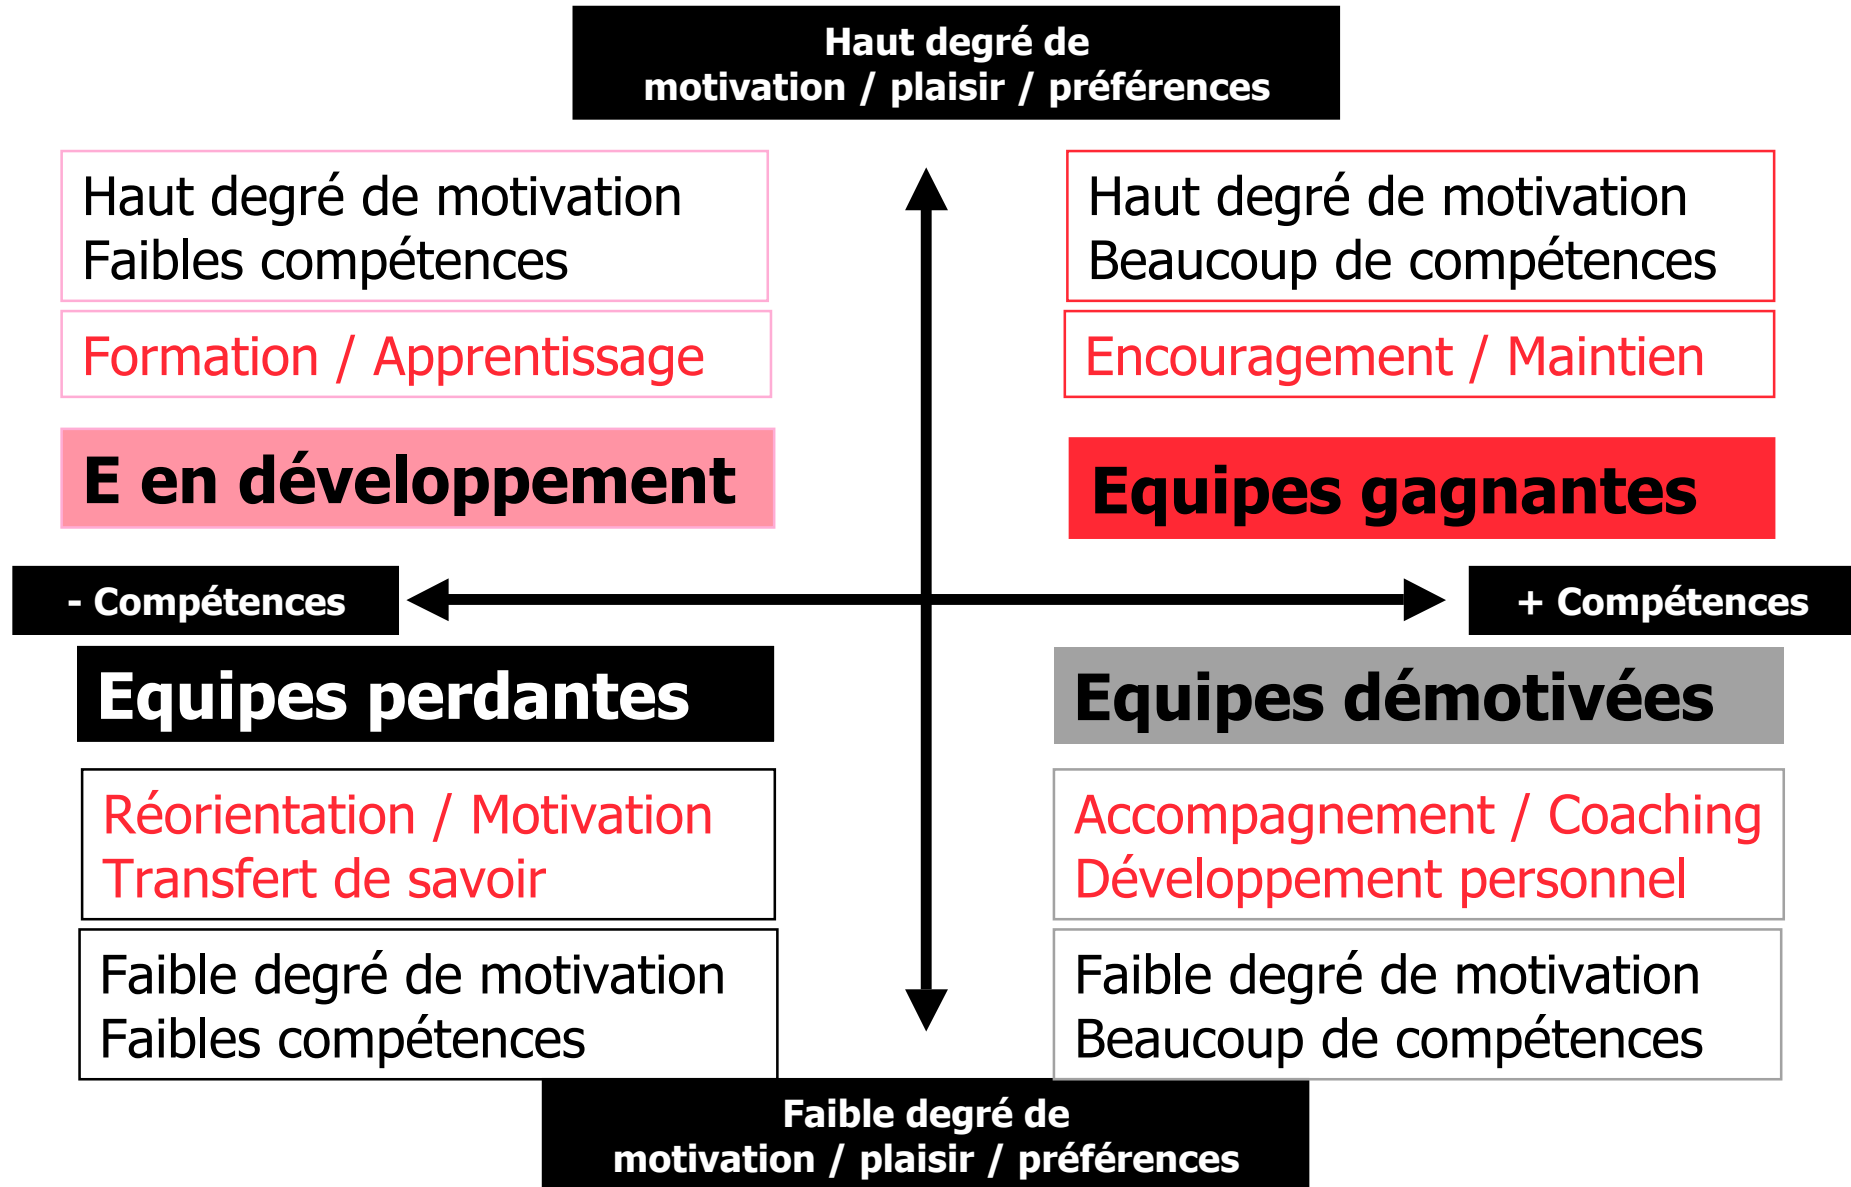 Haut degré de
motivation / plaisir / préférences
Haut degré de motivation
Faibles compétences
Formation / Apprentissage
E en développement
Haut degré de motivation
Beaucoup de compétences
Encouragement / Maintien
Equipes gagnantes
- Compétences
+ Compétences
Equipes perdantes
Réorientation / Motivation
Transfert de savoir
Faible degré de motivation
Faibles compétences
Equipes démotivées
Accompagnement / Coaching
Développement personnel
Faible degré de motivation
Beaucoup de compétences
Faible degré de
motivation / plaisir / préférences